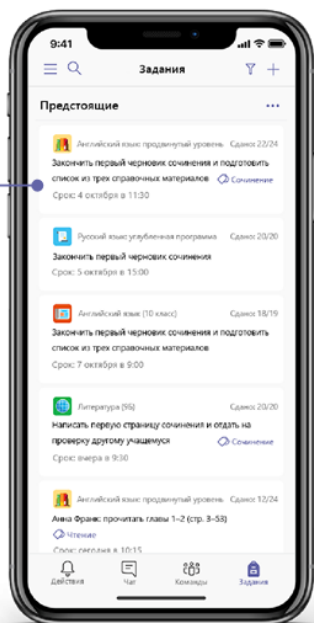 9:41
Задания
Предстоящие
Английский язык: продвинутый уровень Сдано: 22/24
Закончить первый черновик сочинения и подготовить
список из трех справочных материалов Сочинение
Срок: 4 октября в 11:30
Русский язык: углубленная программа Сдано: 20/20
Закончить первый черновик сочинения
Срок: 5 октября в 15:00
Английский язык (10 класс) Сдано: 18/19
Закончить первый черновик сочинения и подготовить
список из трех справочных материалов
Срок: 7 октября в 9:00
Литература (9Б) Сдано: 20/20
Написать первую страницу сочинения и отдать на
проверку другому учащемуся Сочинение
Срок: вчера в 9:30
Английский язык: продвинутый уровень Сдано: 12/24
Анна Франк: прочитать главы 1–2 (стр. 3–53)
Чтение
Срок: сегодня в 10:15
Действия Чат Команды Задания